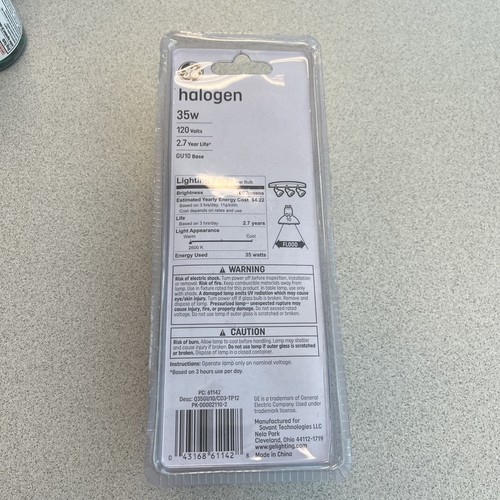 halogen
35w
120 Volts
2.7 Year Life*
GU10 Base
Brightness
Estimated Yearly Energy Cost $4.22
Based on 3 hrs/day, 11¢/kWh
Cost depends on rates and use
Life
Based on 3 hrs/day 2.7 years
Light Appearance
Warm Cool
2600 K
Energy Used 35 watts
FLOOD
⚠ WARNING
Risk of electric shock. Turn power off before inspection, installation
or removal. Risk of fire. Keep combustible materials away from
lamp. Use in fixture rated for this product. In table lamp, use only
with shade. A damaged lamp emits UV radiation which may cause
eye/skin injury. Turn power off if glass bulb is broken. Remove and
dispose of lamp. Pressurized lamp– unexpected rupture may
cause injury, fire, or property damage. Do not exceed rated
voltage. Do not use lamp if outer glass is scratched or broken.
⚠ CAUTION
Risk of burn. Allow lamp to cool before handling. Lamp may shatter
and cause injury if broken. Do not use lamp if outer glass is scratched
or broken. Dispose of lamp in a closed container.
Instructions: Operate lamp only on nominal voltage.
*Based on 3 hours use per day.
PC: 61142
Desc: Q35GU10/CD3-TP12
PK-00002110-2
0 43168 61142 8
GE is a trademark of General
Electric Company. Used under
trademark license.
Manufactured for
Savant Technologies LLC
Nela Park
Cleveland, Ohio 44112-1719
www.gelighting.com
Made in China